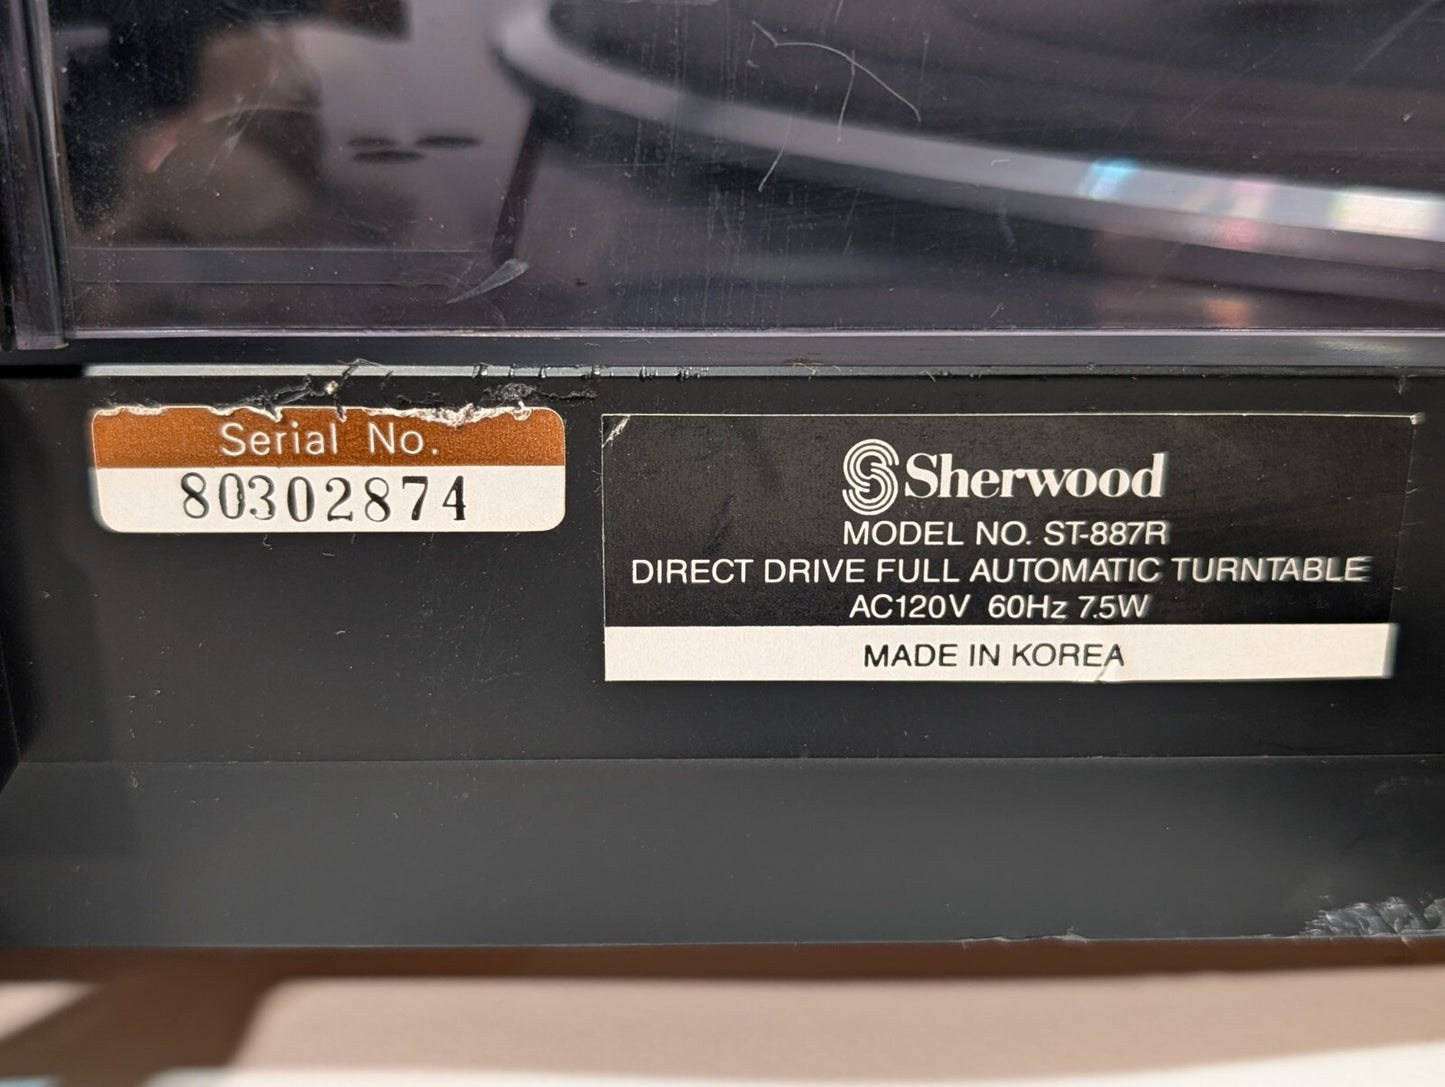 Serial No.
80302874
Sherwood
MODEL NO. ST-887R
DIRECT DRIVE FULL AUTOMATIC TURNTABLE
AC120V 60Hz 7.5W
MADE IN KOREA